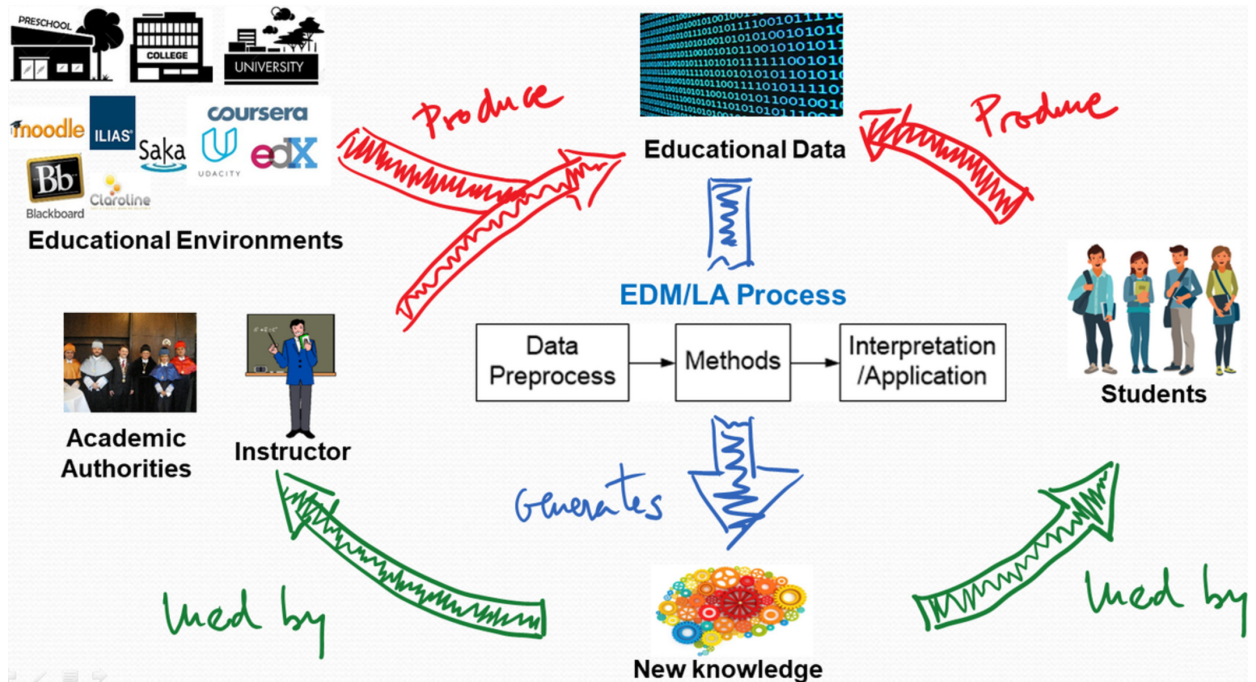 PRESCHOOL
COLLEGE
UNIVERSITY
moodle
ILIAS
coursera
Saka
UDACITY
edX
Bb
Blackboard
Claroline
Educational Environments
Produce
Educational Data
Produce
EDM/LA Process
Data
Preprocess
Methods
Interpretation
/Application
Students
Academic
Authorities
Instructor
Generates
Used by
Used by
New knowledge